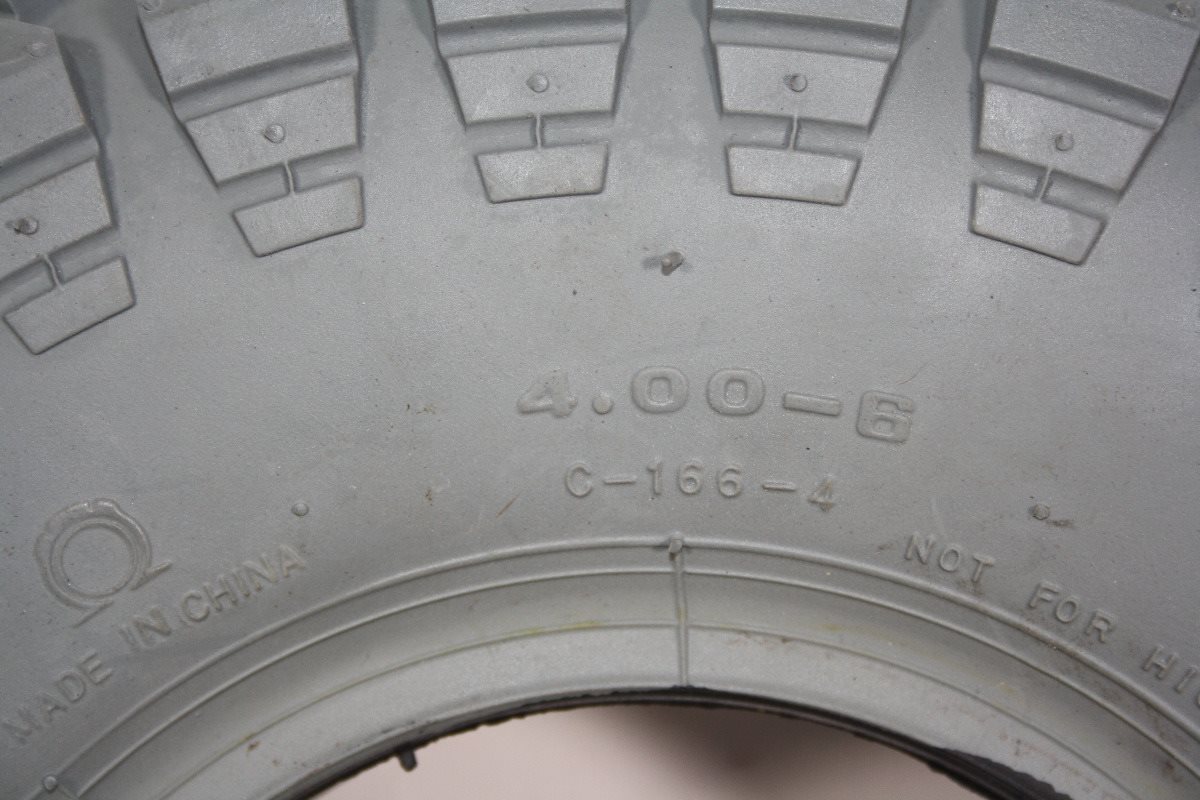 4.00-6
C-166-4
MADE IN CHINA
NOT FOR